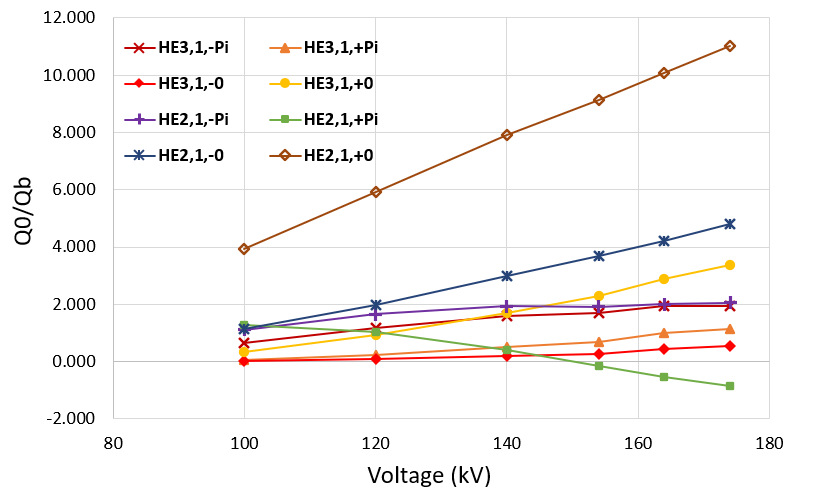 12.000
10.000
8.000
6.000
4.000
2.000
0.000
-2.000
Q0/Qb
HE3,1,-Pi HE3,1,+Pi
HE3,1,-0 HE3,1,+0
HE2,1,-Pi HE2,1,+Pi
HE2,1,-0 HE2,1,+0
80 100 120 140 160 180
Voltage (kV)